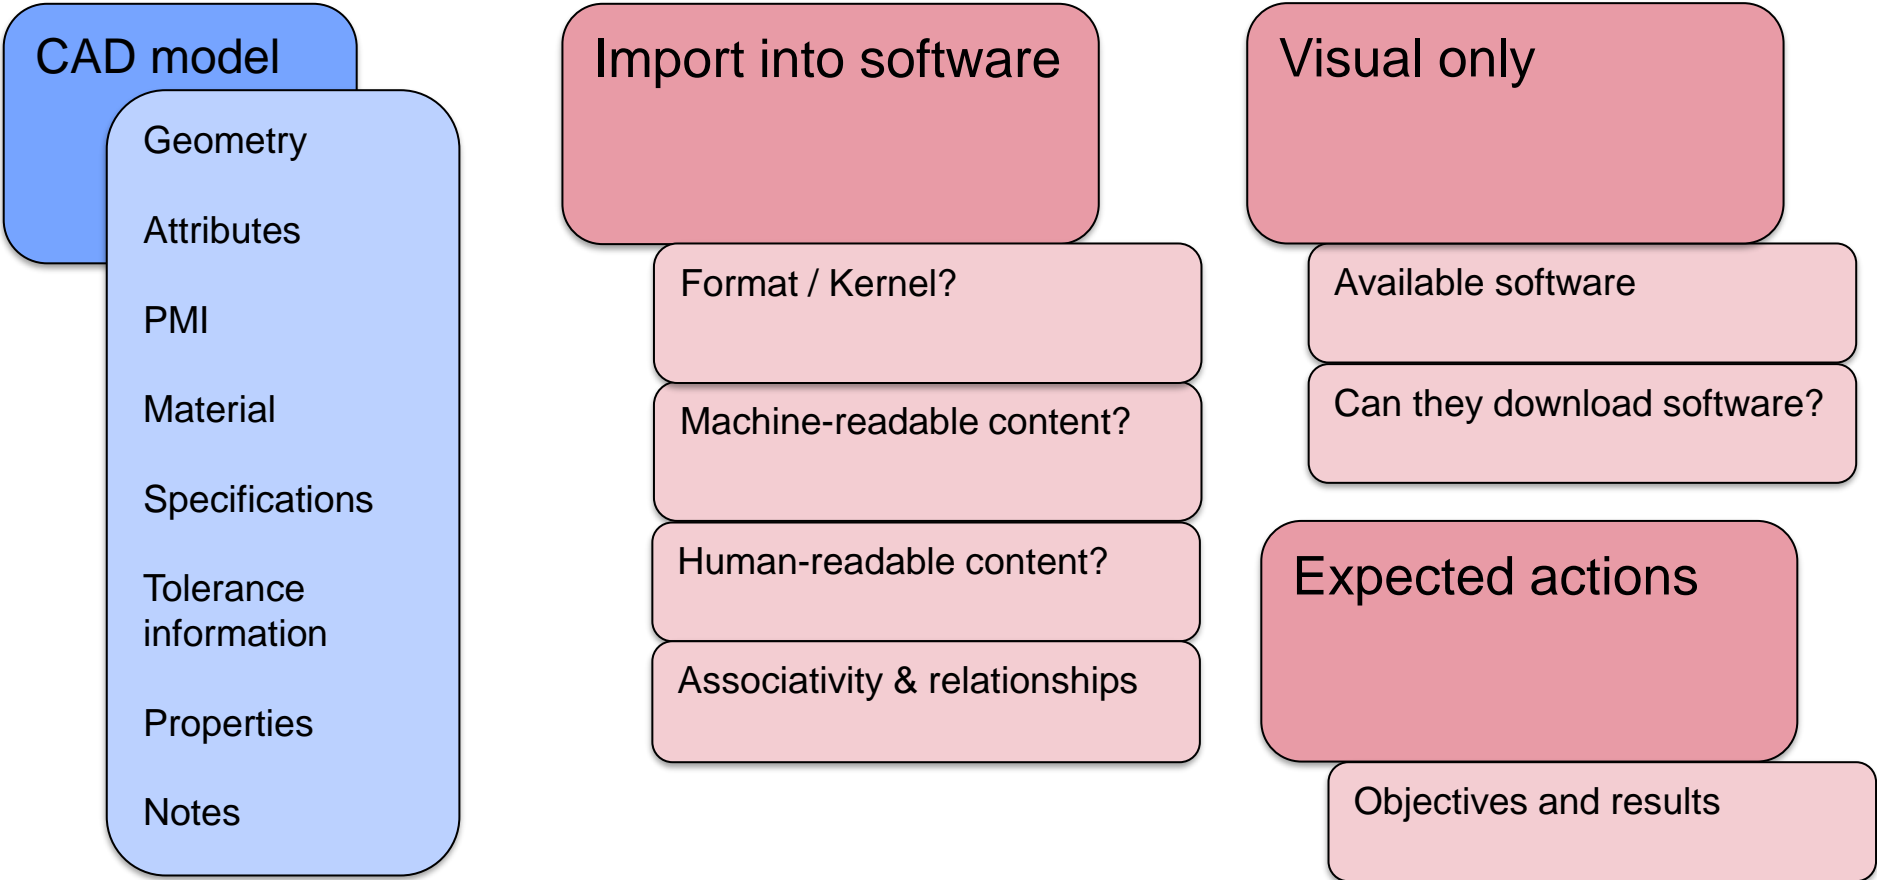 CAD model
Geometry
Attributes
PMI
Material
Specifications
Tolerance
information
Properties
Notes
Import into software
Format / Kernel?
Machine-readable content?
Human-readable content?
Associativity & relationships
Visual only
Available software
Can they download software?
Expected actions
Objectives and results